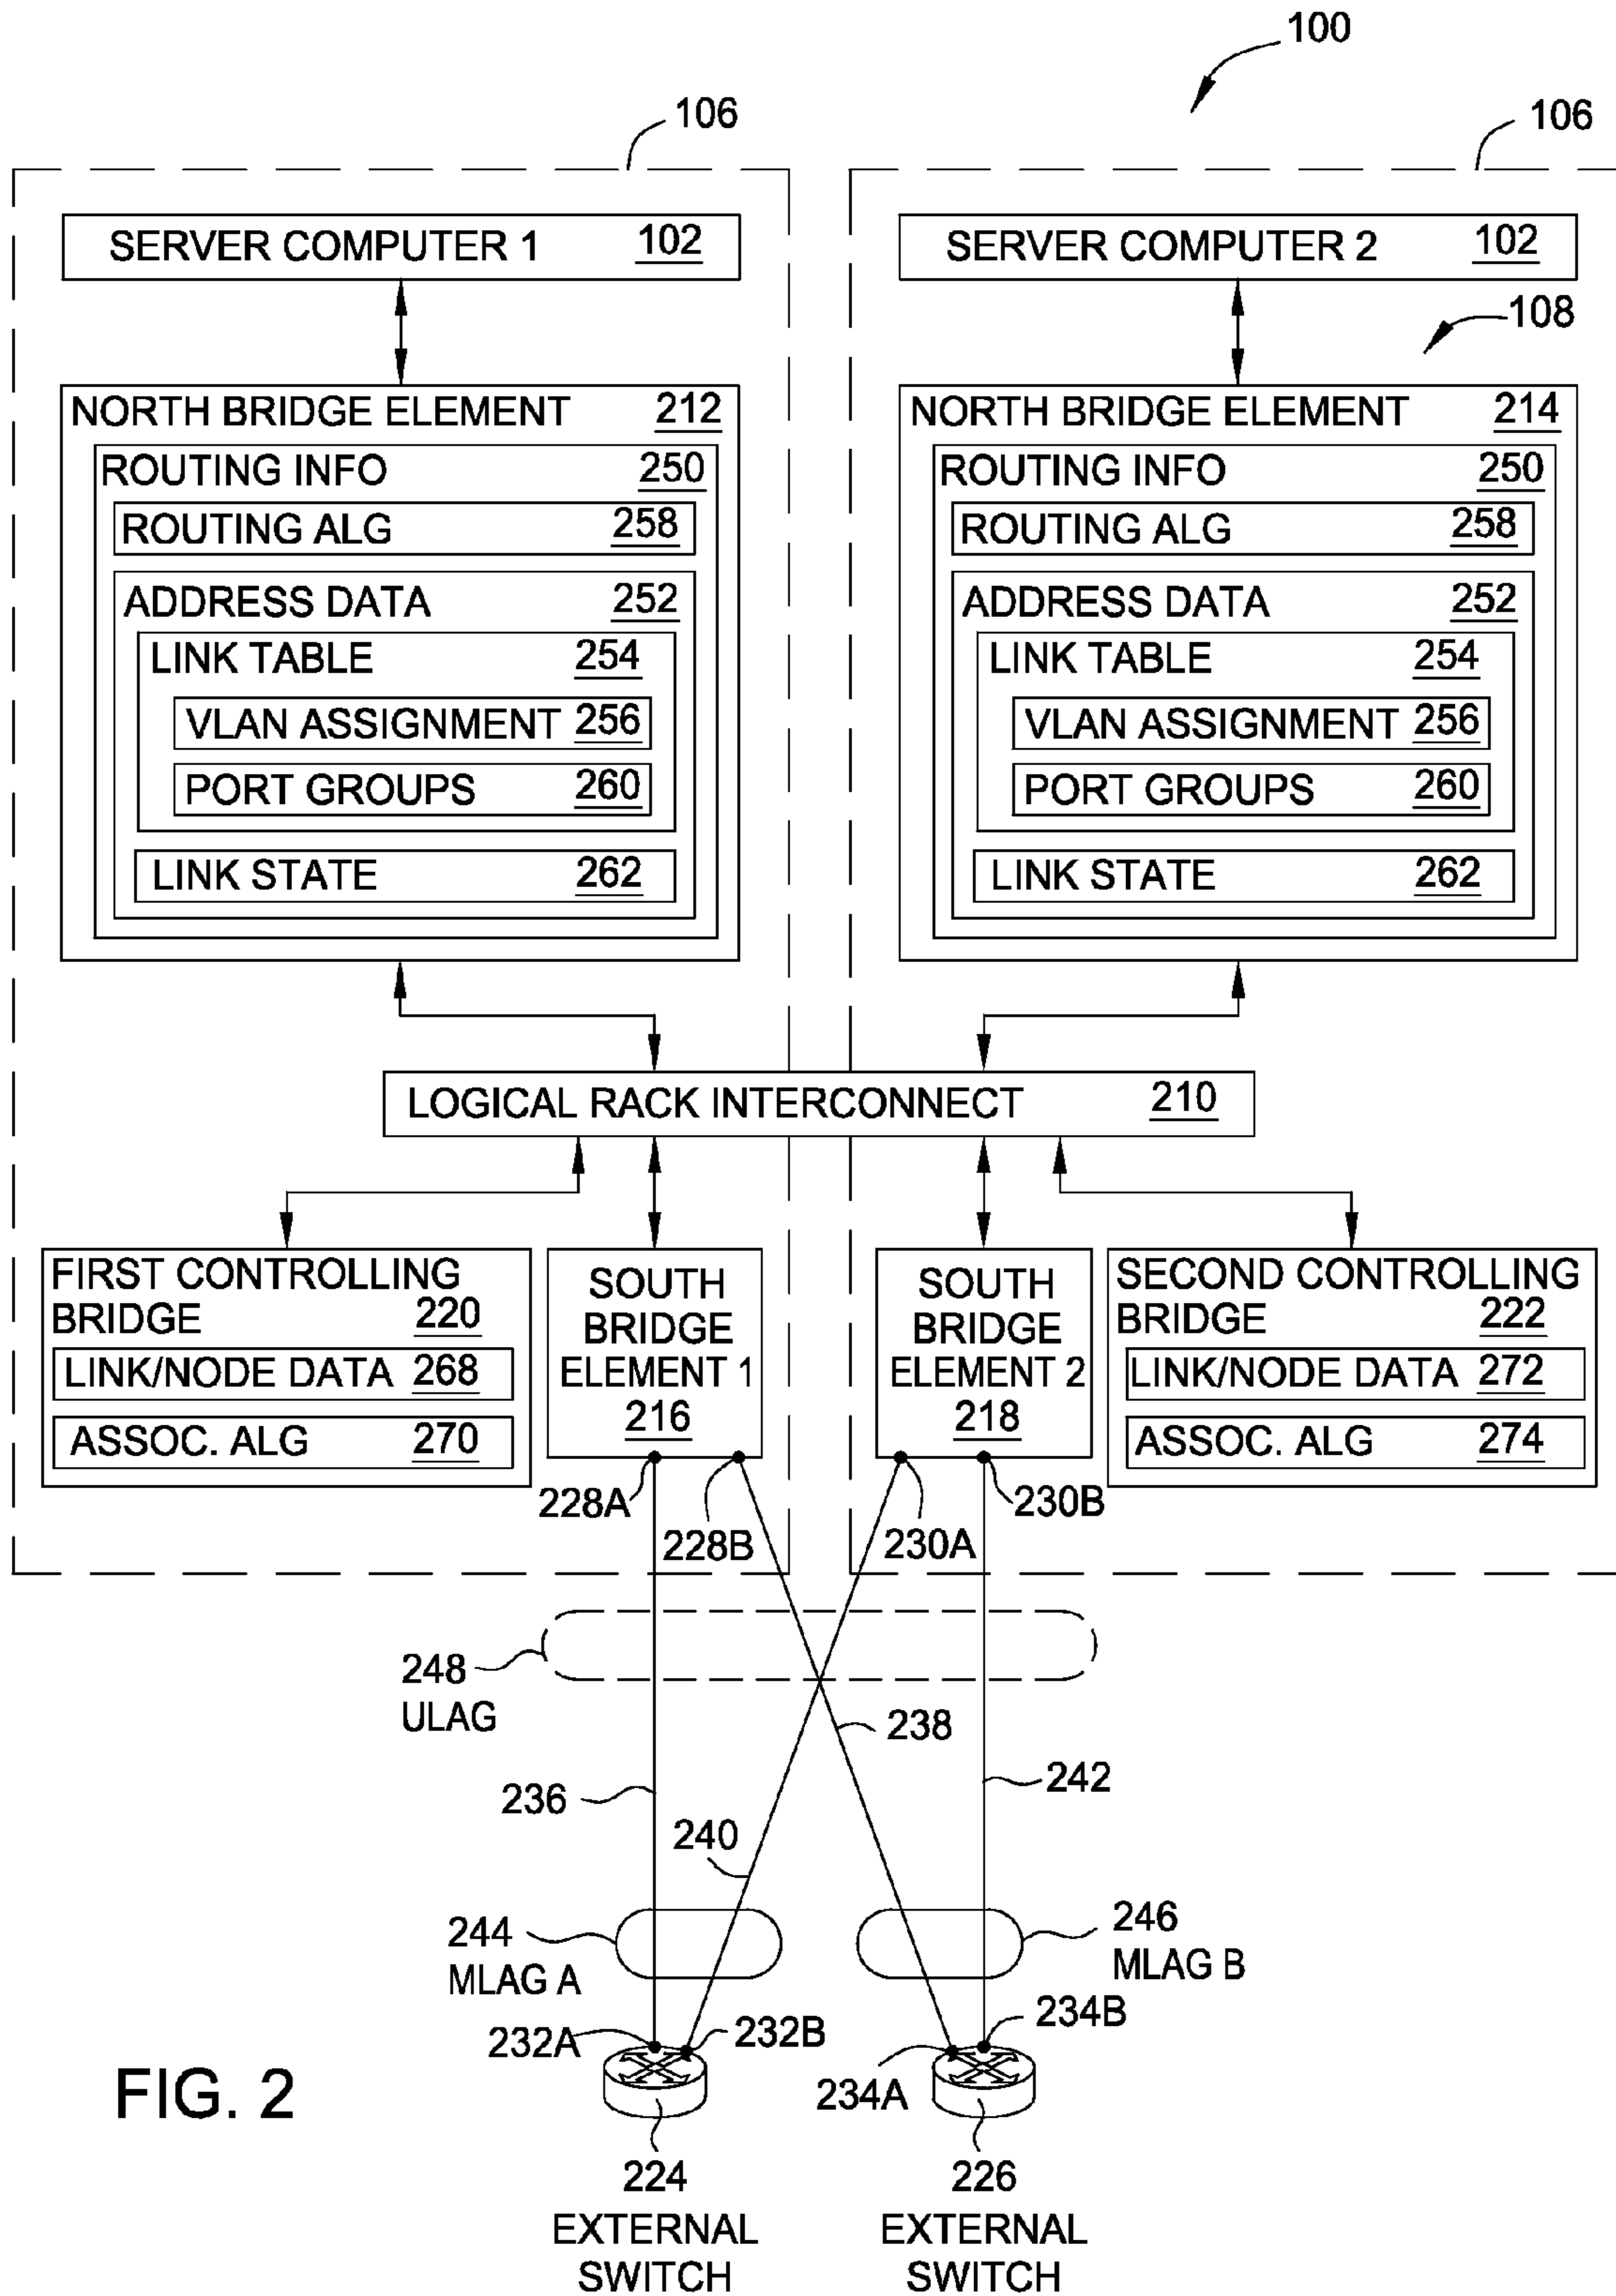 100
106
106
SERVER COMPUTER 1 102
SERVER COMPUTER 2 102
108
NORTH BRIDGE ELEMENT 212
ROUTING INFO 250
ROUTING ALG 258
ADDRESS DATA 252
LINK TABLE 254
VLAN ASSIGNMENT 256
PORT GROUPS 260
LINK STATE 262
NORTH BRIDGE ELEMENT 214
ROUTING INFO 250
ROUTING ALG 258
ADDRESS DATA 252
LINK TABLE 254
VLAN ASSIGNMENT 256
PORT GROUPS 260
LINK STATE 262
LOGICAL RACK INTERCONNECT 210
FIRST CONTROLLING
BRIDGE 220
LINK/NODE DATA 268
ASSOC. ALG 270
SOUTH
BRIDGE
ELEMENT 1
216
SOUTH
BRIDGE
ELEMENT 2
218
SECOND CONTROLLING
BRIDGE 222
LINK/NODE DATA 272
ASSOC. ALG 274
228A
228B
230A
230B
248
ULAG
238
236
242
240
244
MLAG A
246
MLAG B
232A
232B
234B
234A
FIG. 2
224
EXTERNAL
SWITCH
226
EXTERNAL
SWITCH